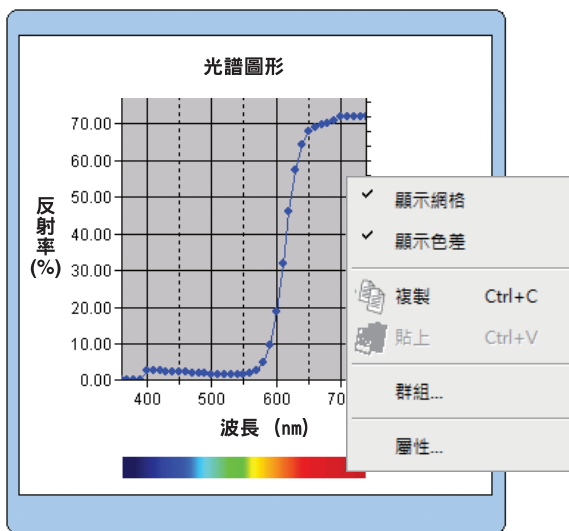 光譜圖形
70.00
60.00
50.00
40.00
30.00
20.00
10.00
0.00
反射率(%)
400 500 600 70
波長 (nm)
顯示網格
顯示色差
複製 Ctrl+C
貼上 Ctrl+V
群組...
屬性...